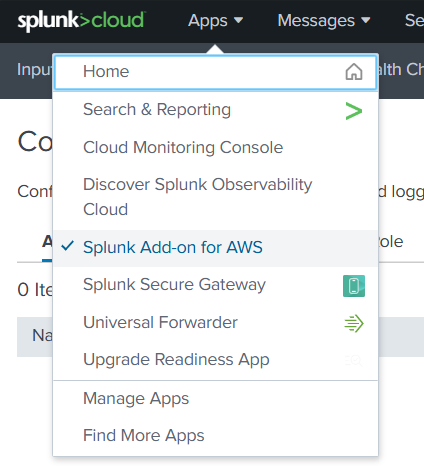 splunk>cloud Apps Messages Se
Input
Home
alth Ch
Search & Reporting
Co
Cloud Monitoring Console
Discover Splunk Observability
Conf
d logg
Cloud
A
Splunk Add-on for AWS
ole
0 Ite
Splunk Secure Gateway
Na
Universal Forwarder
Upgrade Readiness App
Manage Apps
Find More Apps